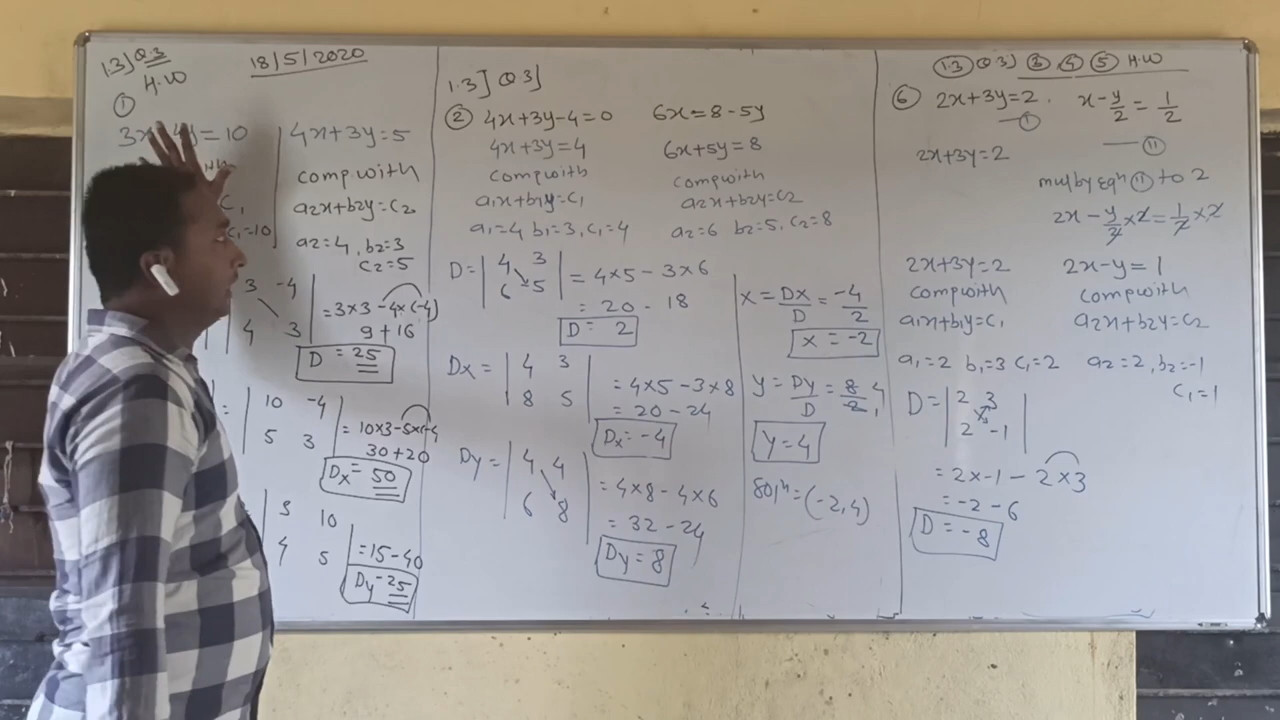 1.3] Q.3
H.W
18/5/2020
①
3x 4y=10
C₁
C₁=10
3 -4
4 3
=3×3-4×(-4)
9+16
D = 25
=
10 -4
5 3
=10×3-5×-4
30+20
Dx= 50
3 10
4 5
=15-40
Dy-25
4x+3y=5
comp with
a2x+b2y=c2
a2=4, b2=3
c2=5
1.3] Q3]
② 4x+3y-4=0
4x+3y=4
comp with
a1x+b1y=c1
a1=4 b1=3, c1=4
6x=8-5y
6x+5y=8
comp with
a2x+b2y=c2
a2=6 b2=5, c2=8
D= | 4 3 |
| 6 5 |
= 4×5-3×6
= 20-18
D= 2
Dx= | 4 3 |
| 8 5 |
= 4×5-3×8
= 20-24
Dx=-4
Dy= | 4 4 |
| 6 8 |
= 4×8-4×6
= 32-24
Dy=8
x = Dx/D = -4/2
x = -2
y = Dy/D = 8/2 4
y=4
Solⁿ=(-2,4)
1.3 Q3] ③ ④ ⑤ H.W
⑥ 2x+3y=2.
—①
2x+3y=2
x-y/2 = 1/2
—⑪
mul by eqⁿ ⑪ to 2
2x-y/2×2=1/2×2
2x+3y=2
comp with
a1x+b1y=c1
a1=2 b1=3 c1=2
2x-y=1
comp with
a2x+b2y=c2
a2=2, b2=-1
c1=1
D= | 2 3 |
| 2 -1 |
= 2×-1-2×3
= -2-6
D=-8